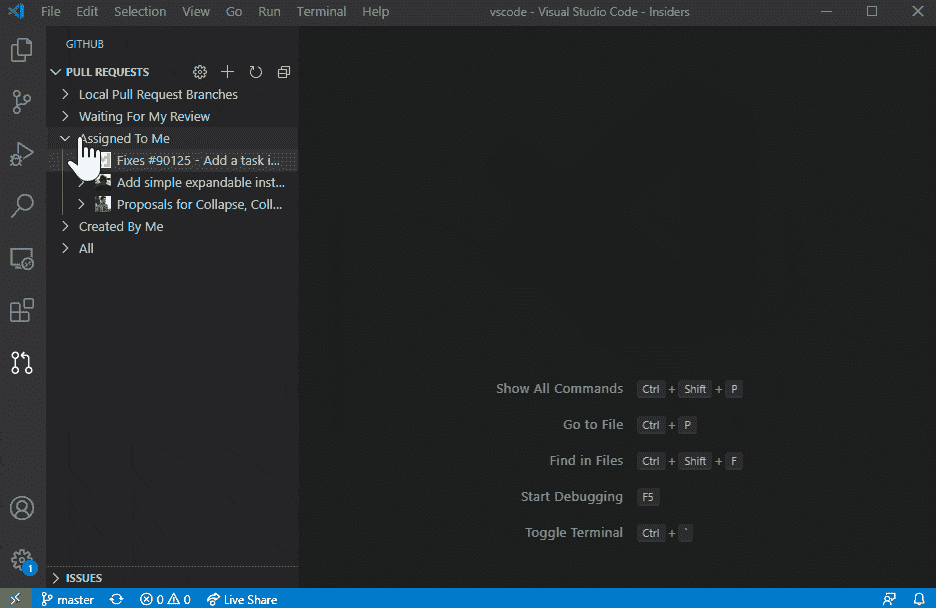 File Edit Selection View Go Run Terminal Help vscode - Visual Studio Code - Insiders
GITHUB
PULL REQUESTS
Local Pull Request Branches
Waiting For My Review
Assigned To Me
Fixes #90125 - Add a task i...
Add simple expandable inst...
Proposals for Collapse, Coll...
Created By Me
All
Show All Commands Ctrl + Shift + P
Go to File Ctrl + P
Find in Files Ctrl + Shift + F
Start Debugging F5
Toggle Terminal Ctrl + `
1
ISSUES
master 0 0 Live Share